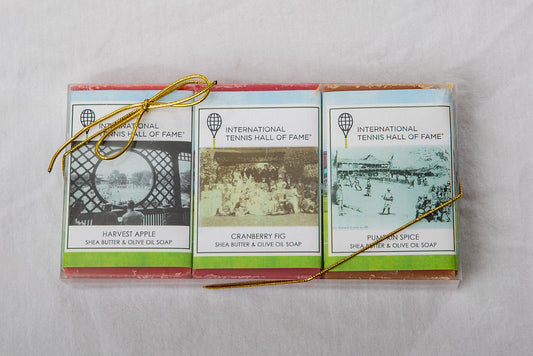 INTERNATIONAL
TENNIS HALL OF FAME®
HARVEST APPLE
SHEA BUTTER & OLIVE OIL SOAP
INTERNATIONAL
TENNIS HALL OF FAME®
CRANBERRY FIG
SHEA BUTTER & OLIVE OIL SOAP
INTERNATIONAL
TENNIS HALL OF FAME®
PUMPKIN SPICE
SHEA BUTTER & OLIVE OIL SOAP